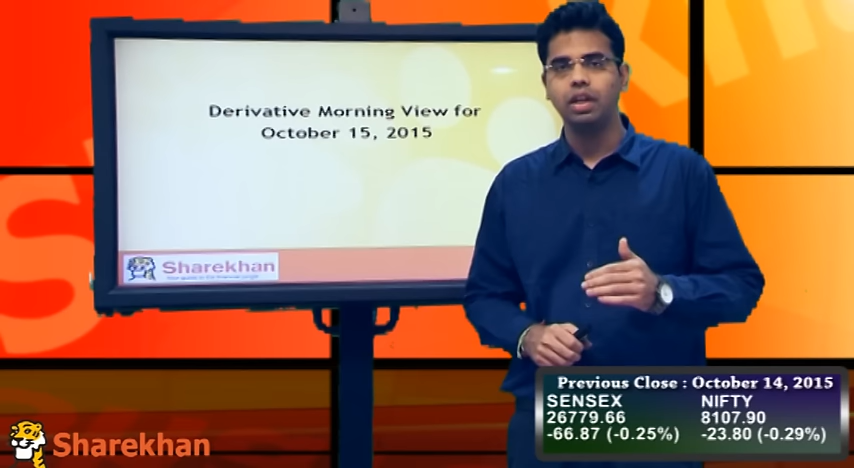 Derivative Morning View for
October 15, 2015
Sharekhan
Previous Close : October 14, 2015
SENSEX NIFTY
26779.66 8107.90
-66.87 (-0.25%) -23.80 (-0.29%)
Sharekhan